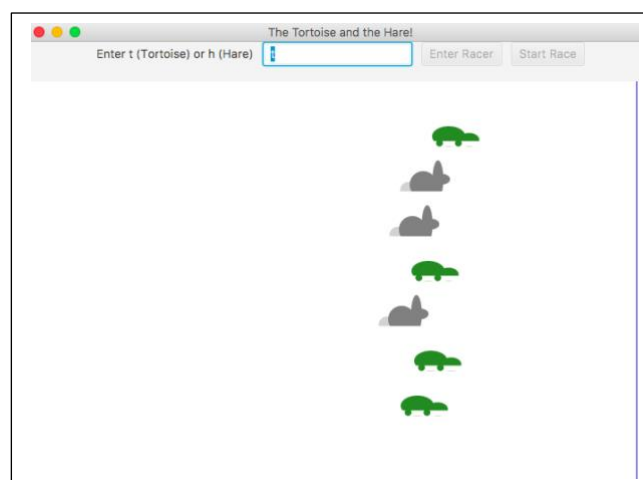 The Tortoise and the Hare!
Enter t (Tortoise) or h (Hare) t Enter Racer Start Race